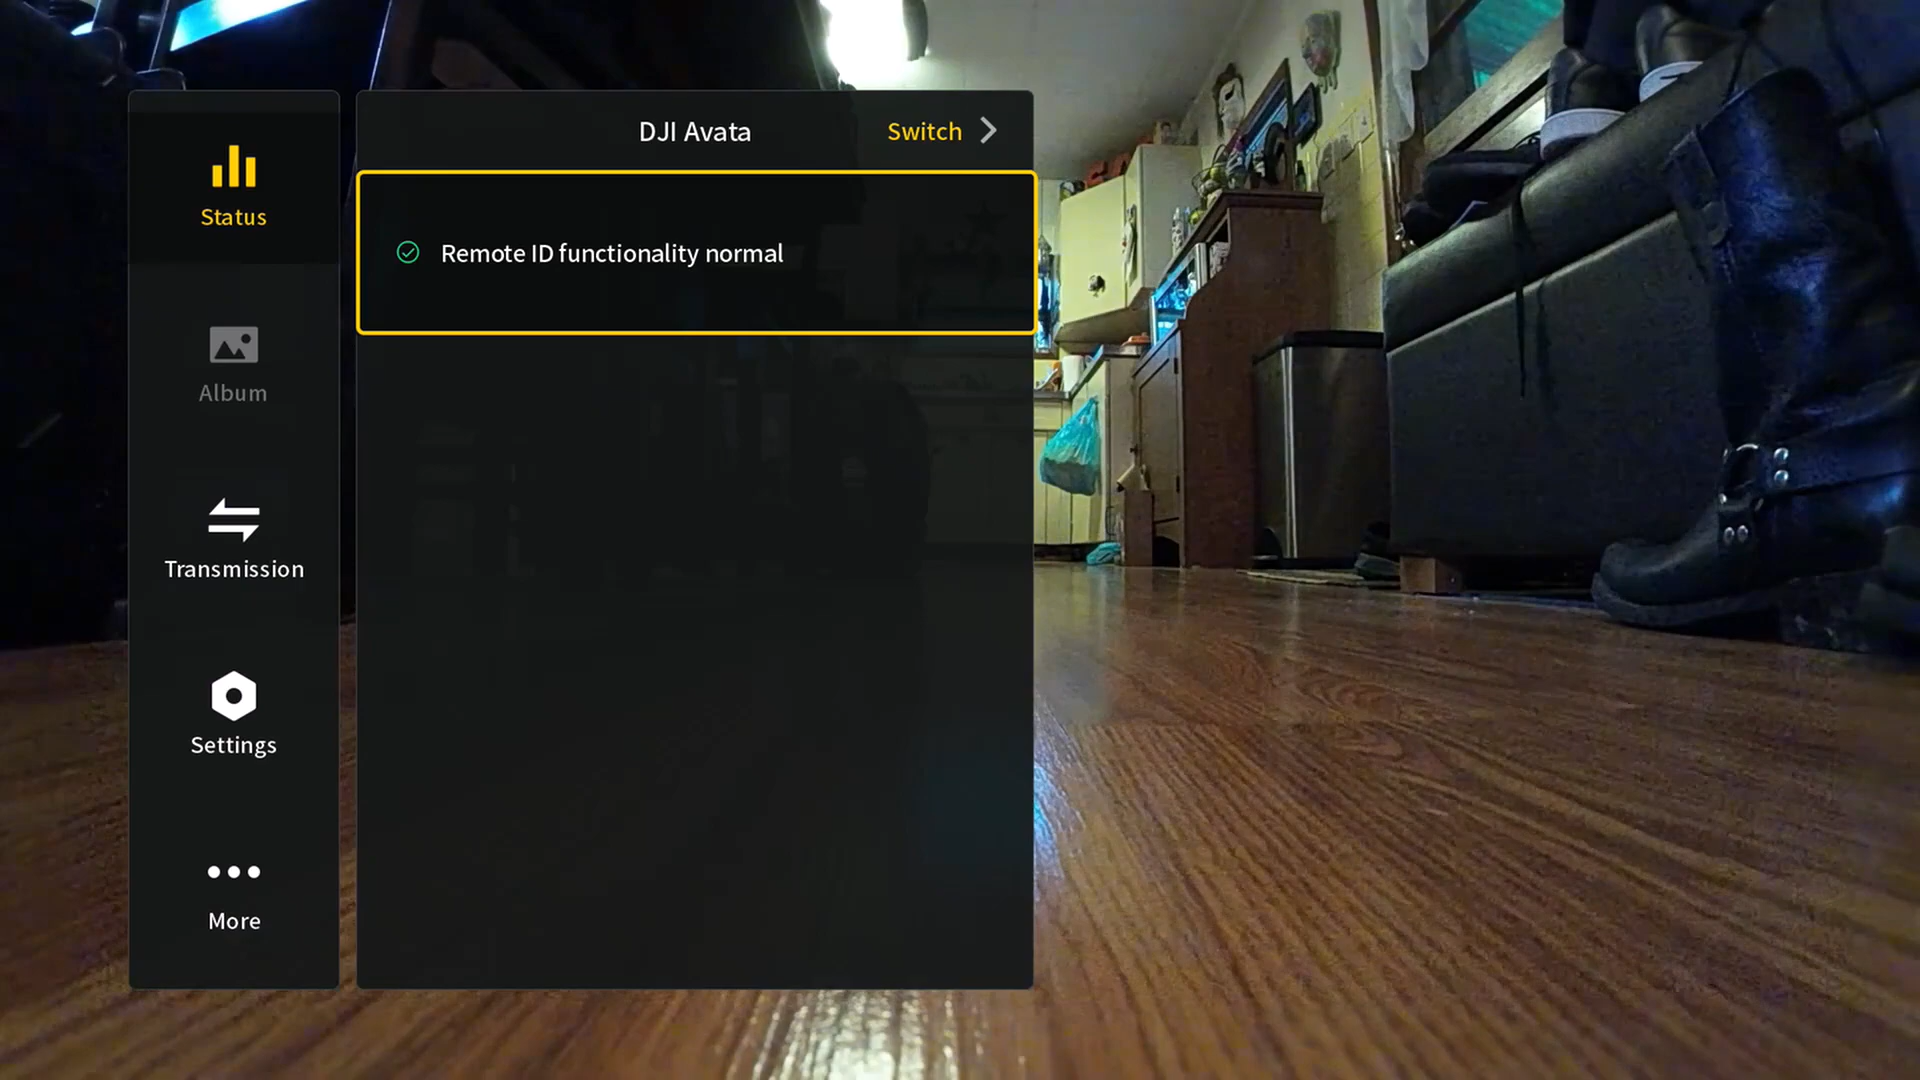 DJI Avata
Switch
Status
Remote ID functionality normal
Album
Transmission
Settings
More